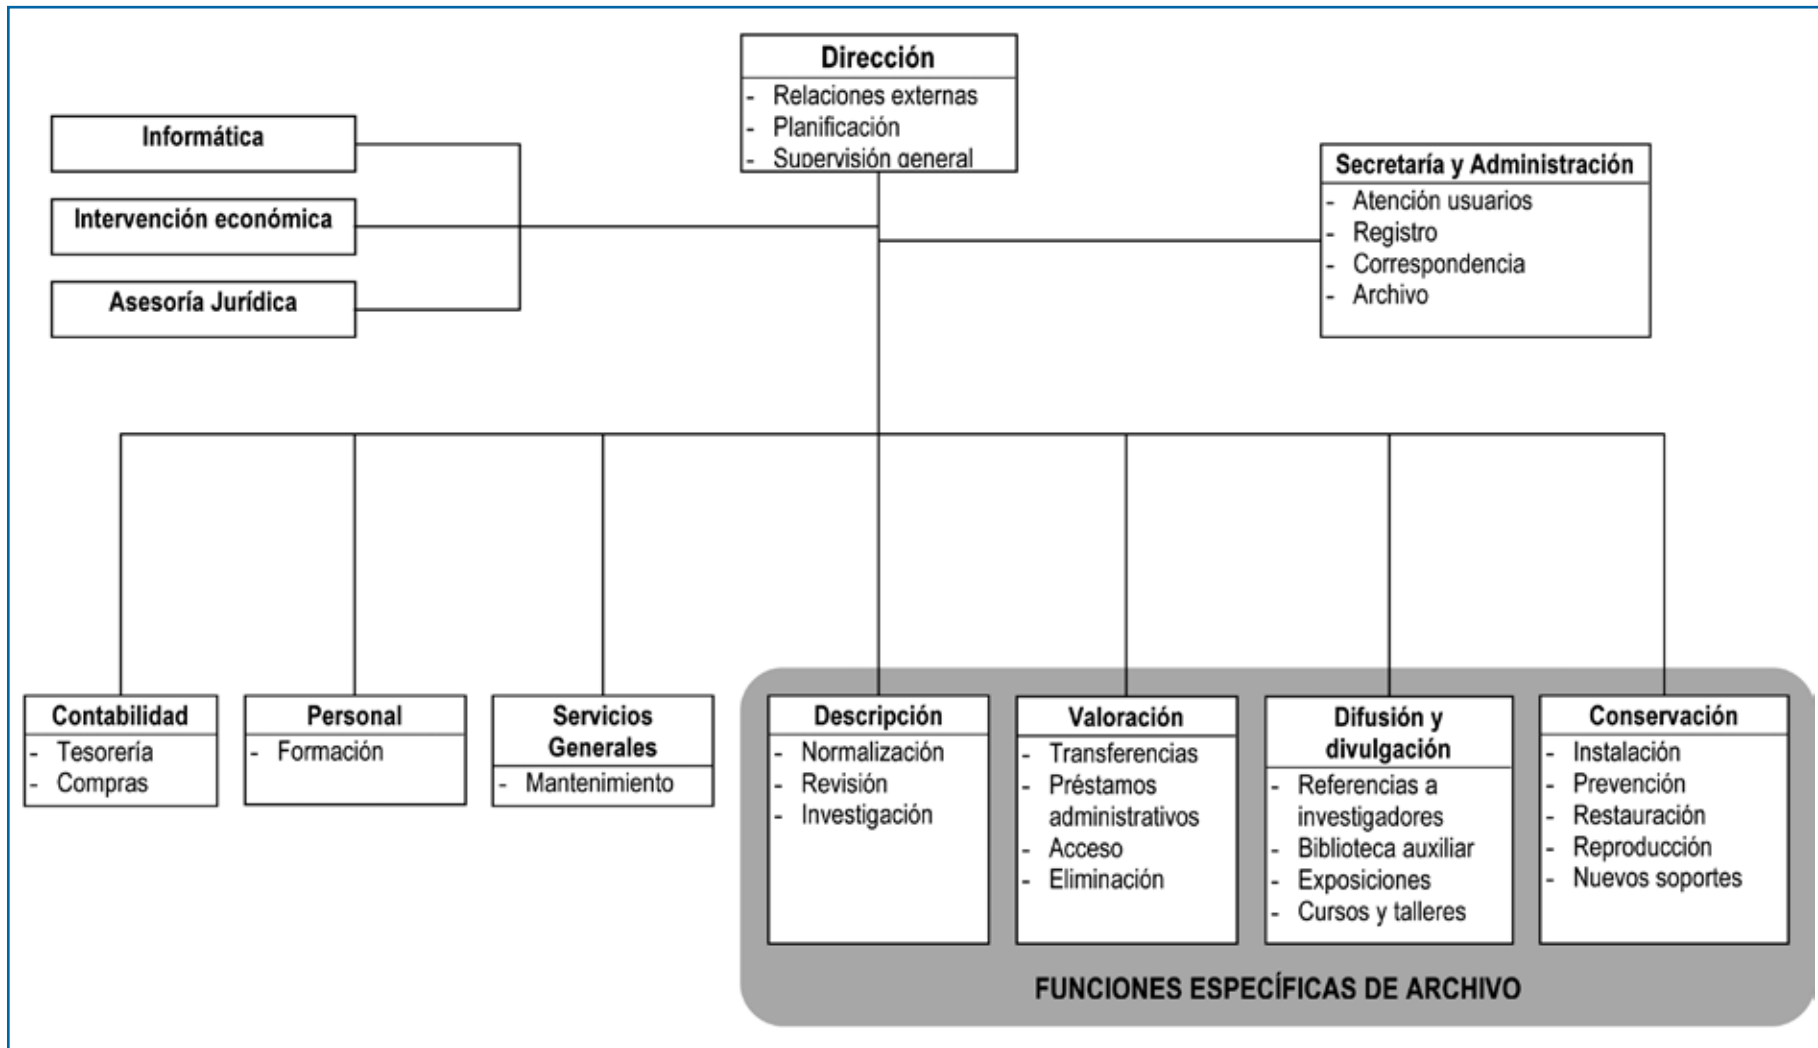 Dirección
- Relaciones externas
- Planificación
- Supervisión general
Informática
Intervención económica
Asesoría Jurídica
Secretaría y Administración
- Atención usuarios
- Registro
- Correspondencia
- Archivo
Contabilidad
- Tesorería
- Compras
Personal
- Formación
Servicios
Generales
- Mantenimiento
Descripción
- Normalización
- Revisión
- Investigación
Valoración
- Transferencias
- Préstamos
administrativos
- Acceso
- Eliminación
Difusión y
divulgación
- Referencias a
investigadores
- Biblioteca auxiliar
- Exposiciones
- Cursos y talleres
Conservación
- Instalación
- Prevención
- Restauración
- Reproducción
- Nuevos soportes
FUNCIONES ESPECÍFICAS DE ARCHIVO